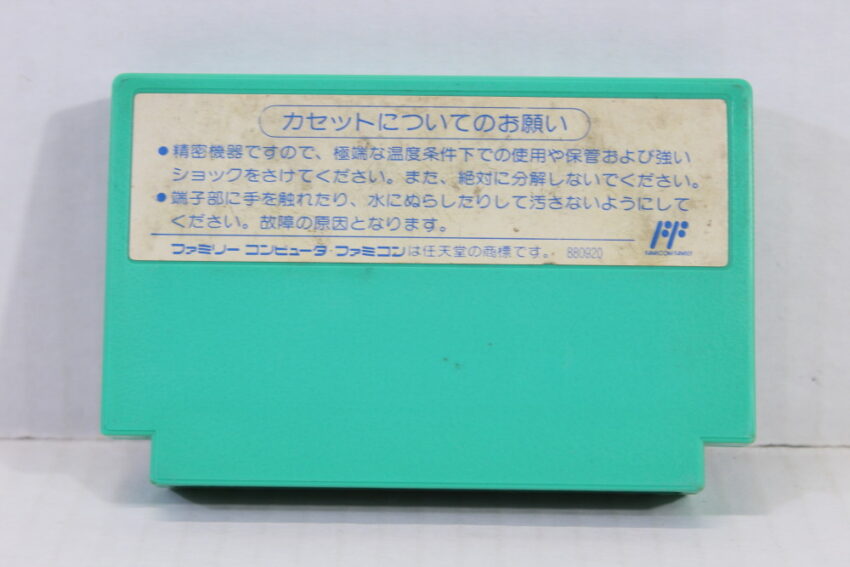 カセットについてのお願い
●精密機器ですので、極端な温度条件下での使用や保管および強い
ショックをさけてください。また、絶対に分解しないでください。
●端子部に手を触れたり、水にぬらしたりして汚さないようにして
ください。故障の原因となります。
ファミリーコンピュータ・ファミコンは任天堂の商標です。 880920